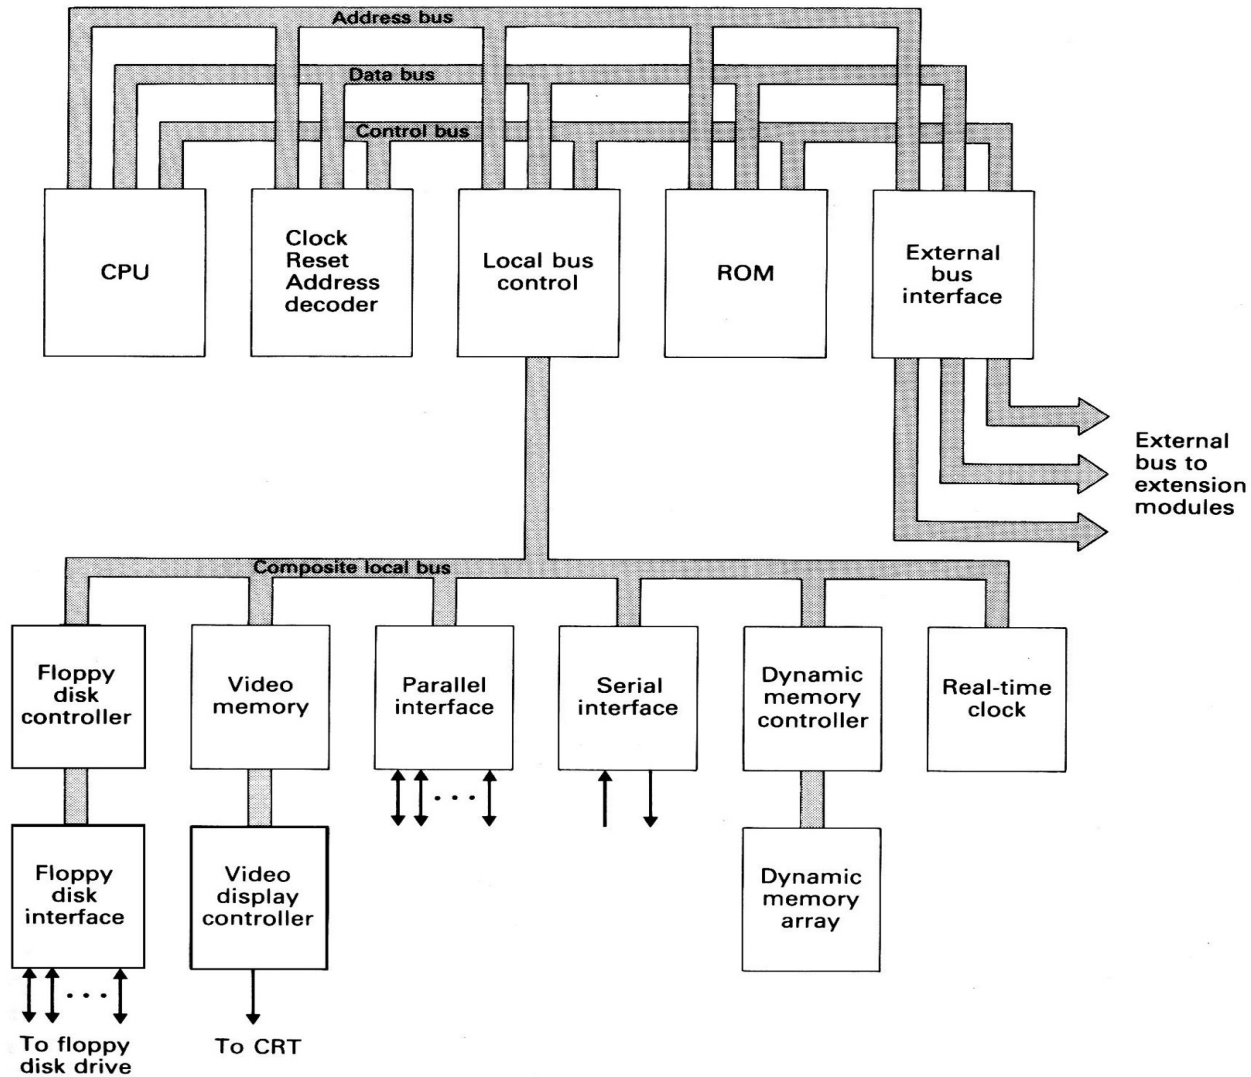 Address bus
Data bus
Control bus
CPU
Clock
Reset
Address
decoder
Local bus
control
ROM
External
bus
interface
External
bus to
extension
modules
Composite local bus
Floppy
disk
controller
Video
memory
Parallel
interface
Serial
interface
Dynamic
memory
controller
Real-time
clock
Floppy
disk
interface
Video
display
controller
Dynamic
memory
array
To floppy
disk drive
To CRT